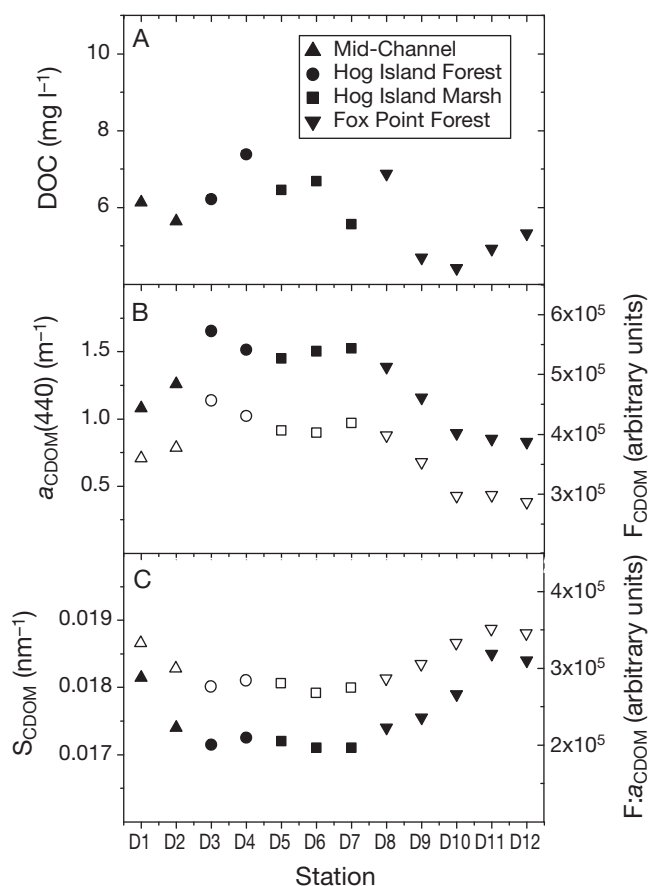 A
10
8
6
DOC (mg l⁻¹)
Mid-Channel
Hog Island Forest
Hog Island Marsh
Fox Point Forest
B
1.5
1.0
0.5
a_CDOM(440) (m⁻¹)
6x10⁵
5x10⁵
4x10⁵
3x10⁵
F_CDOM (arbitrary units)
C
0.019
0.018
0.017
S_CDOM (nm⁻¹)
4x10⁵
3x10⁵
2x10⁵
F:a_CDOM (arbitrary units)
D1 D2 D3 D4 D5 D6 D7 D8 D9 D10 D11 D12
Station